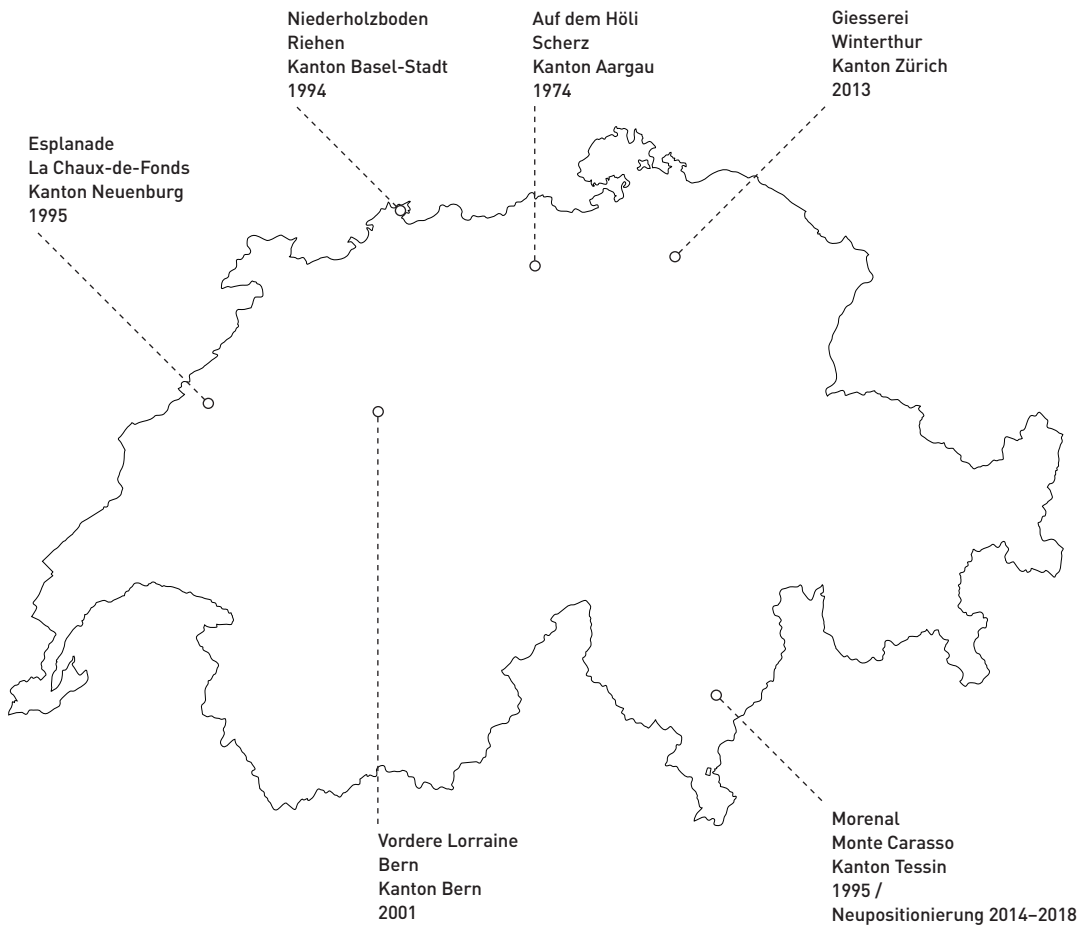 Niederholzboden
Riehen
Kanton Basel-Stadt
1994
Auf dem Höli
Scherz
Kanton Aargau
1974
Giesserei
Winterthur
Kanton Zürich
2013
Esplanade
La Chaux-de-Fonds
Kanton Neuenburg
1995
Vordere Lorraine
Bern
Kanton Bern
2001
Morenal
Monte Carasso
Kanton Tessin
1995 /
Neupositionierung 2014–2018